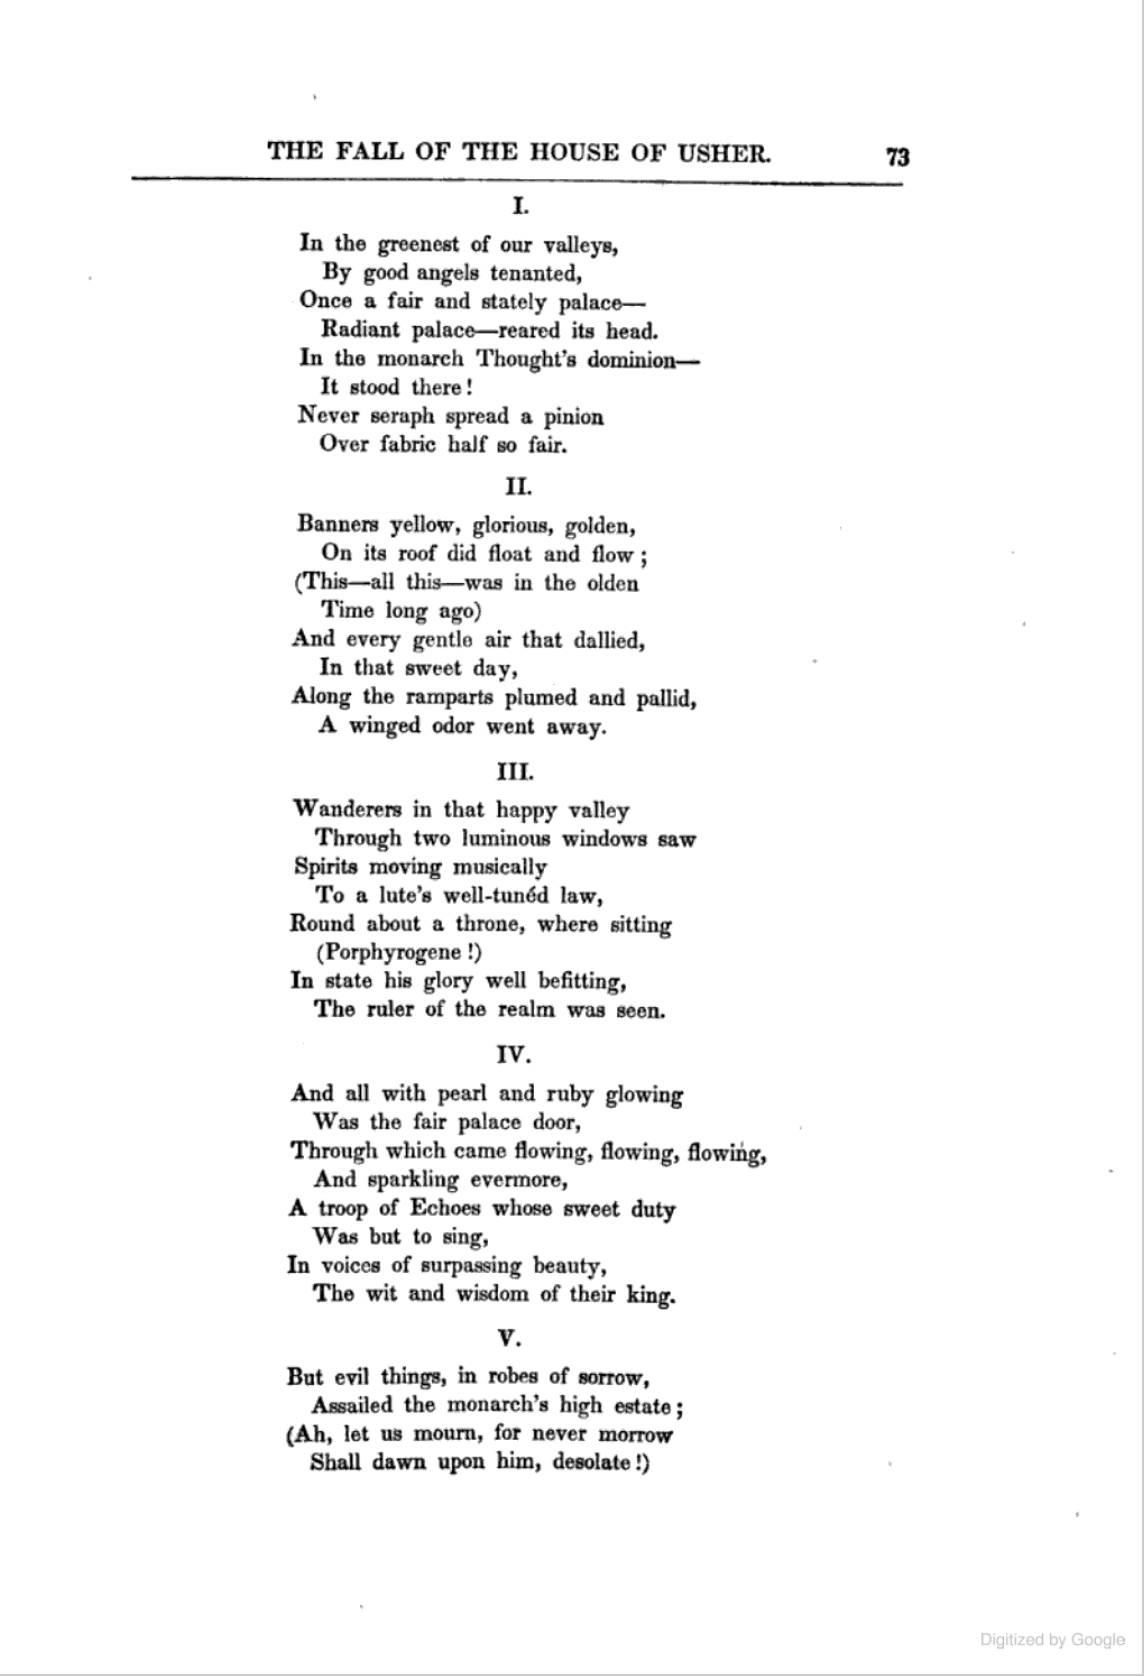 THE FALL OF THE HOUSE OF USHER. 73
I.
In the greenest of our valleys,
By good angels tenanted,
Once a fair and stately palace—
Radiant palace—reared its head.
In the monarch Thought's dominion—
It stood there!
Never seraph spread a pinion
Over fabric half so fair.
II.
Banners yellow, glorious, golden,
On its roof did float and flow;
(This—all this—was in the olden
Time long ago)
And every gentle air that dallied,
In that sweet day,
Along the ramparts plumed and pallid,
A winged odor went away.
III.
Wanderers in that happy valley
Through two luminous windows saw
Spirits moving musically
To a lute's well-tunéd law,
Round about a throne, where sitting
(Porphyrogene!)
In state his glory well befitting,
The ruler of the realm was seen.
IV.
And all with pearl and ruby glowing
Was the fair palace door,
Through which came flowing, flowing, flowing,
And sparkling evermore,
A troop of Echoes whose sweet duty
Was but to sing,
In voices of surpassing beauty,
The wit and wisdom of their king.
V.
But evil things, in robes of sorrow,
Assailed the monarch's high estate;
(Ah, let us mourn, for never morrow
Shall dawn upon him, desolate!)
Digitized by Google